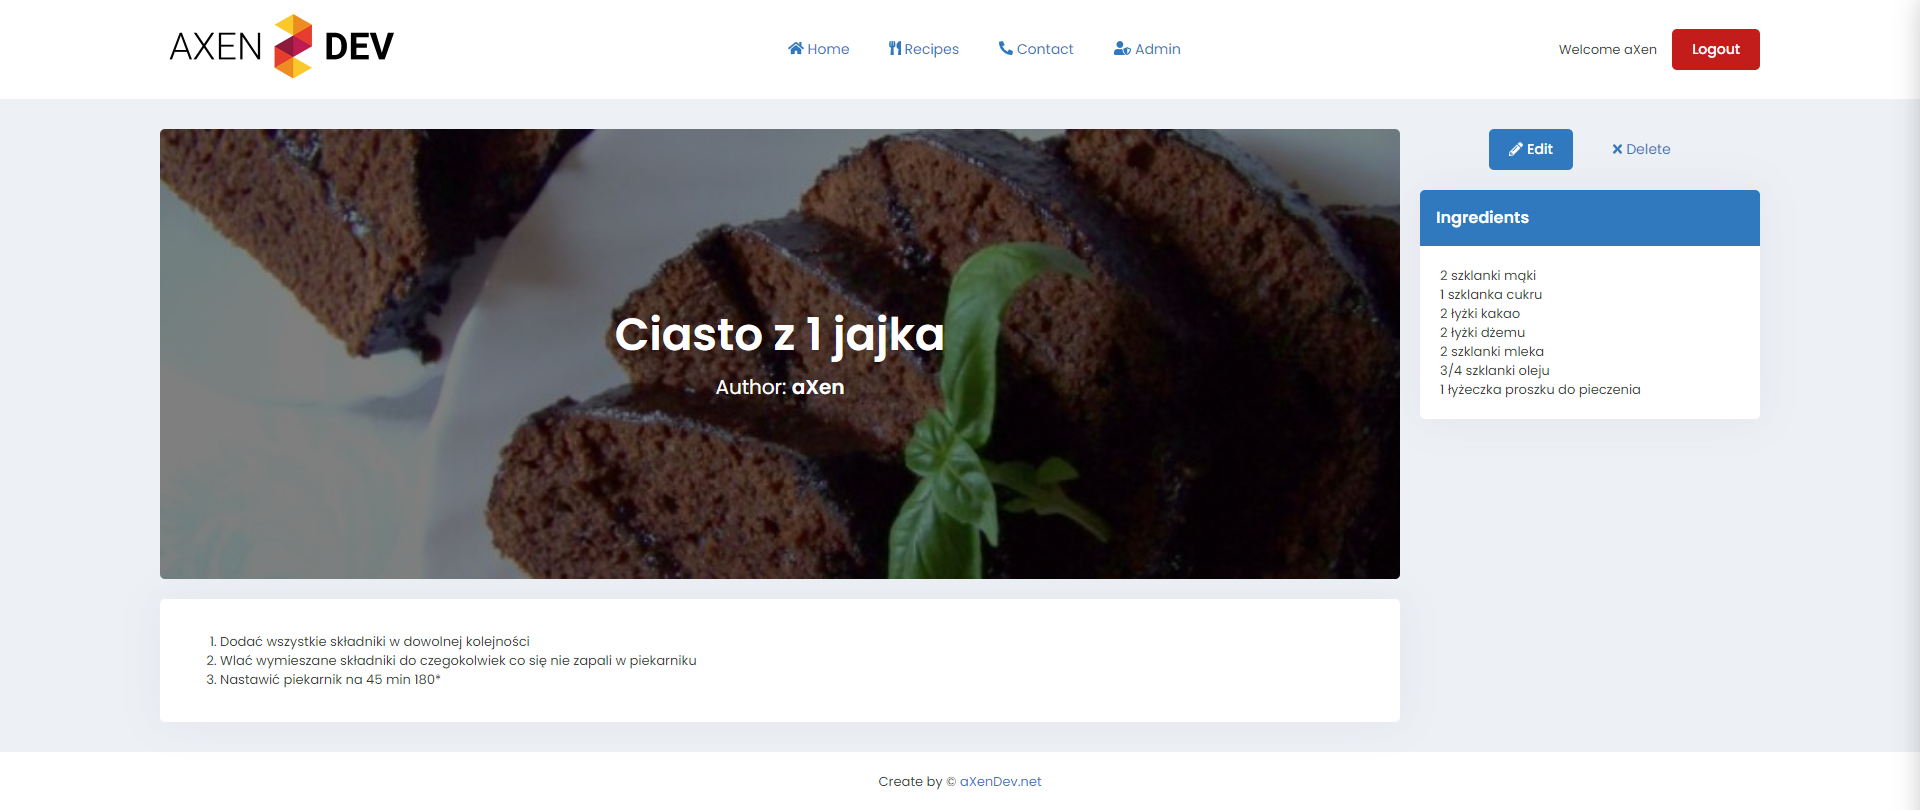 AXEN DEV
Home
Recipes
Contact
Admin
Welcome aXen
Logout
Ciasto z 1 jajka
Author: aXen
Edit
Delete
Ingredients
2 szklanki mąki
1 szklanka cukru
2 łyżki kakao
2 łyżki dżemu
2 szklanki mleka
3/4 szklanki oleju
1 łyżeczka proszku do pieczenia
1. Dodać wszystkie składniki w dowolnej kolejności
2. Wlać wymieszane składniki do czegokolwiek co się nie zapali w piekarniku
3. Nastawić piekarnik na 45 min 180*
Create by © aXenDev.net